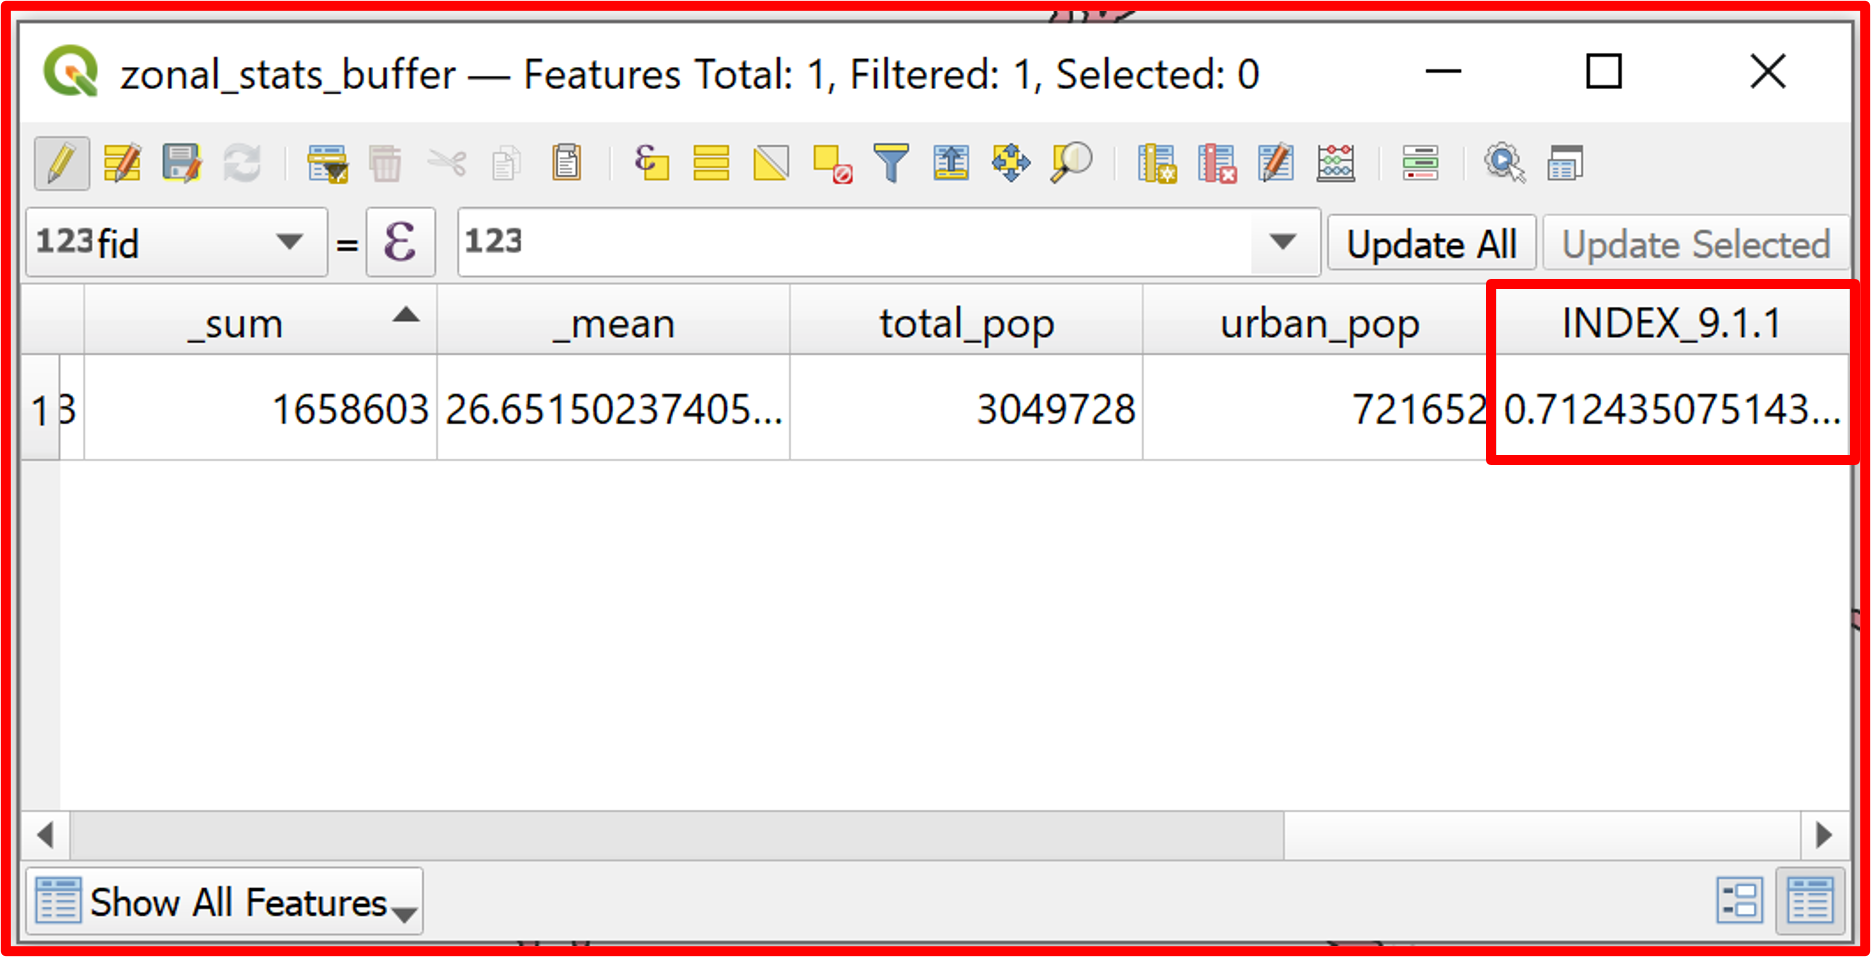 zonal_stats_buffer — Features Total: 1, Filtered: 1, Selected: 0
123 fid = ε 123 Update All Update Selected
_sum _mean total_pop urban_pop INDEX_9.1.1
1 3 1658603 26.65150237405... 3049728 721652 0.712435075143...
Show All Features